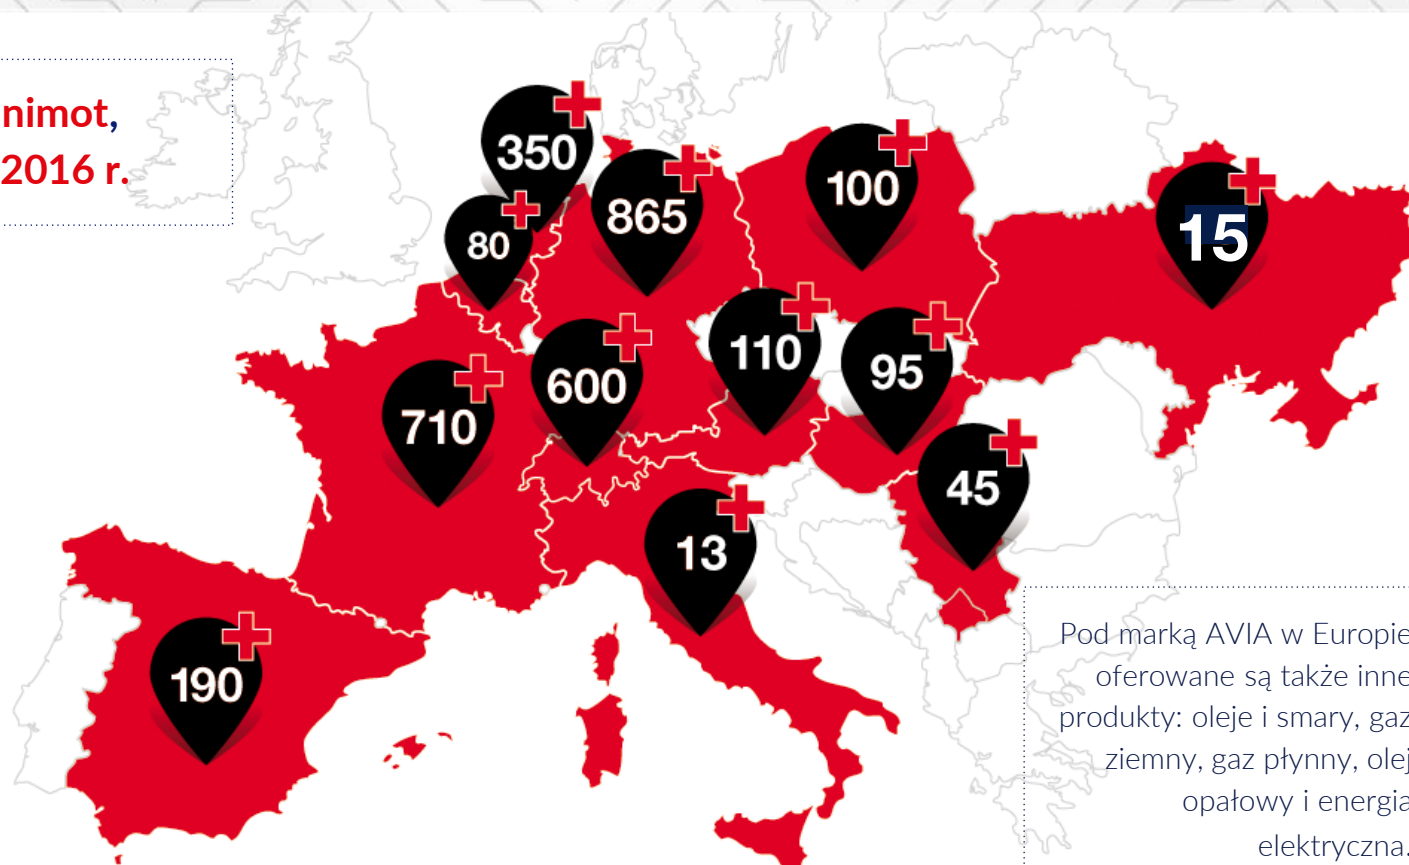 nimot,
2016 r.
350
80
865
100
15
110
95
600
710
45
13
190
Pod marką AVIA w Europie
oferowane są także inne
produkty: oleje i smary, gaz
ziemny, gaz płynny, olej
opałowy i energia
elektryczna.